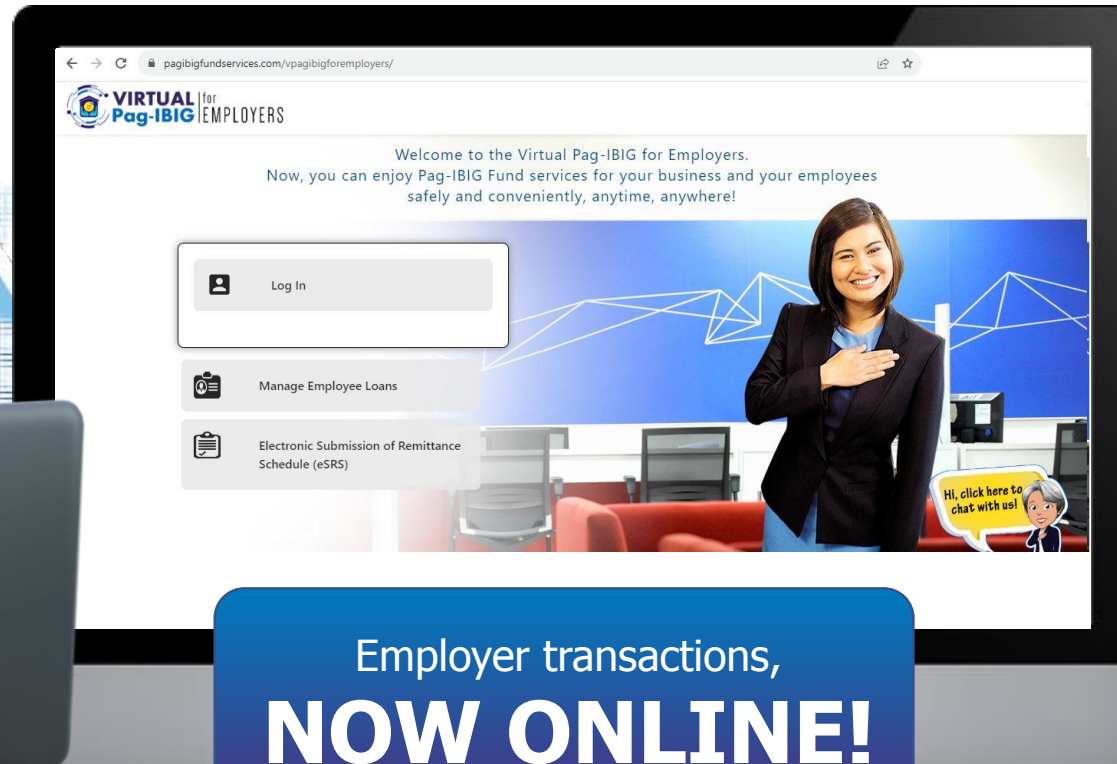 pagibigfundservices.com/vpagibigforemployers/
VIRTUAL for
Pag-IBIG EMPLOYERS
Welcome to the Virtual Pag-IBIG for Employers.
Now, you can enjoy Pag-IBIG Fund services for your business and your employees
safely and conveniently, anytime, anywhere!
Log In
Manage Employee Loans
Electronic Submission of Remittance
Schedule (eSRS)
Hi, click here to
chat with us!
Employer transactions,
NOW ONLINE!